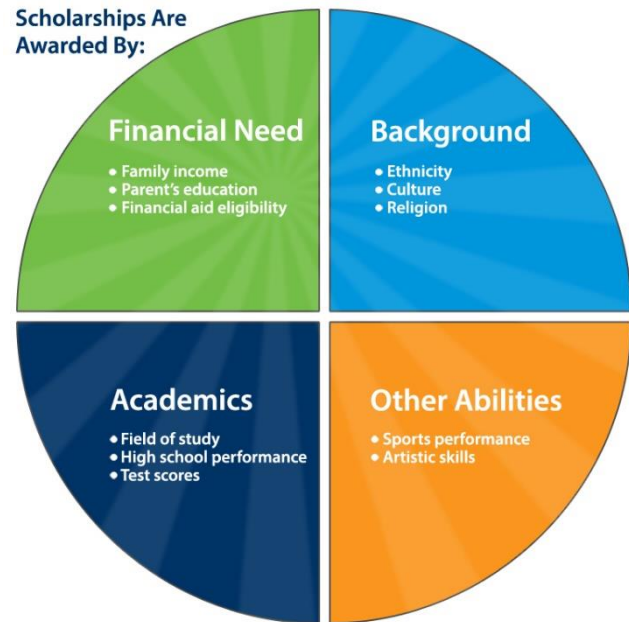 Scholarships Are
Awarded By:
Financial Need
• Family income
• Parent's education
• Financial aid eligibility
Background
• Ethnicity
• Culture
• Religion
Academics
• Field of study
• High school performance
• Test scores
Other Abilities
• Sports performance
• Artistic skills